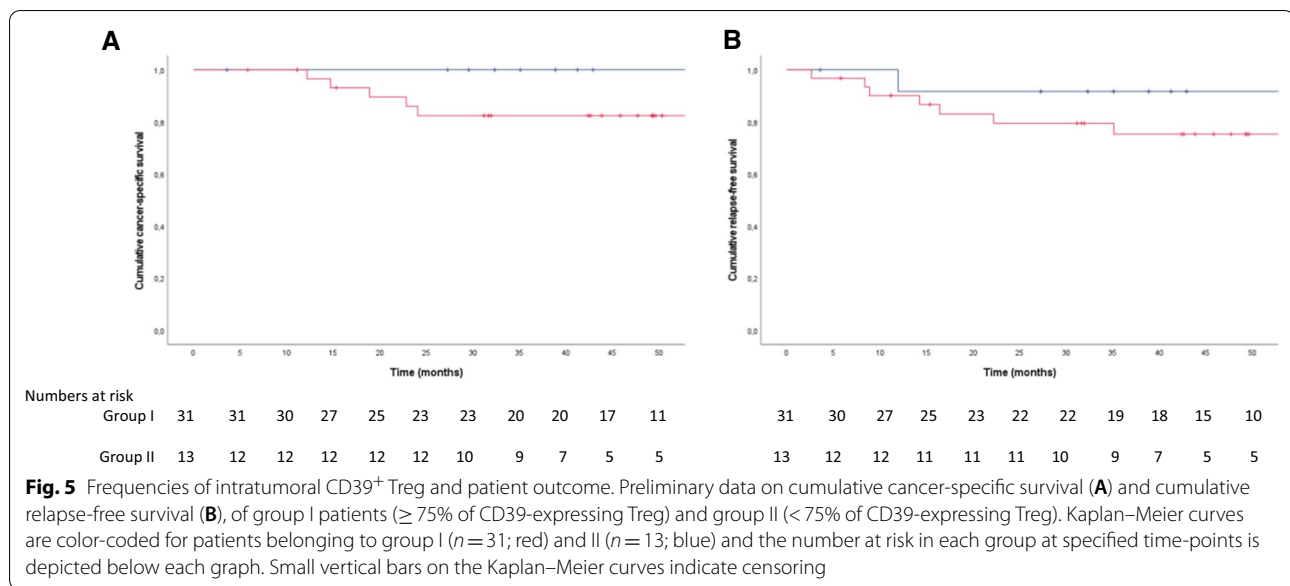 A
B
Cumulative cancer-specific survival
1,0
0,8
0,6
0,4
0,2
0,0
0 5 10 15 20 25 30 35 40 45 50
Time (months)
Cumulative relapse-free survival
1,0
0,8
0,6
0,4
0,2
0,0
0 5 10 15 20 25 30 35 40 45 50
Time (months)
Numbers at risk
Group I 31 31 30 27 25 23 23 20 20 17 11 31 30 27 25 23 22 22 19 18 15 10
Group II 13 12 12 12 12 12 10 9 7 5 5 13 12 12 11 11 11 10 9 7 5 5
Fig. 5 Frequencies of intratumoral CD39+ Treg and patient outcome. Preliminary data on cumulative cancer-specific survival (A) and cumulative
relapse-free survival (B), of group I patients (≥ 75% of CD39-expressing Treg) and group II (< 75% of CD39-expressing Treg). Kaplan–Meier curves
are color-coded for patients belonging to group I (n = 31; red) and II (n = 13; blue) and the number at risk in each group at specified time-points is
depicted below each graph. Small vertical bars on the Kaplan–Meier curves indicate censoring